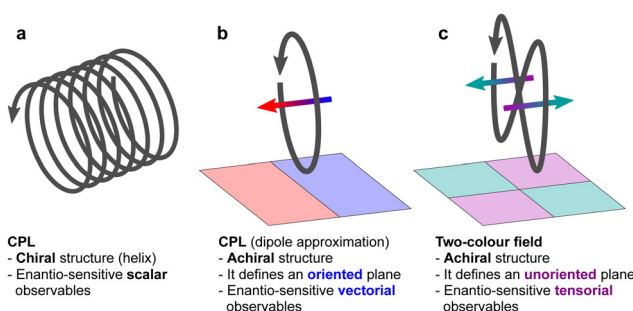 a
b
c
CPL
- Chiral structure (helix)
- Enantio-sensitive scalar
observables
CPL (dipole approximation)
- Achiral structure
- It defines an oriented plane
- Enantio-sensitive vectorial
observables
Two-colour field
- Achiral structure
- It defines an unoriented plane
- Enantio-sensitive tensorial
observables